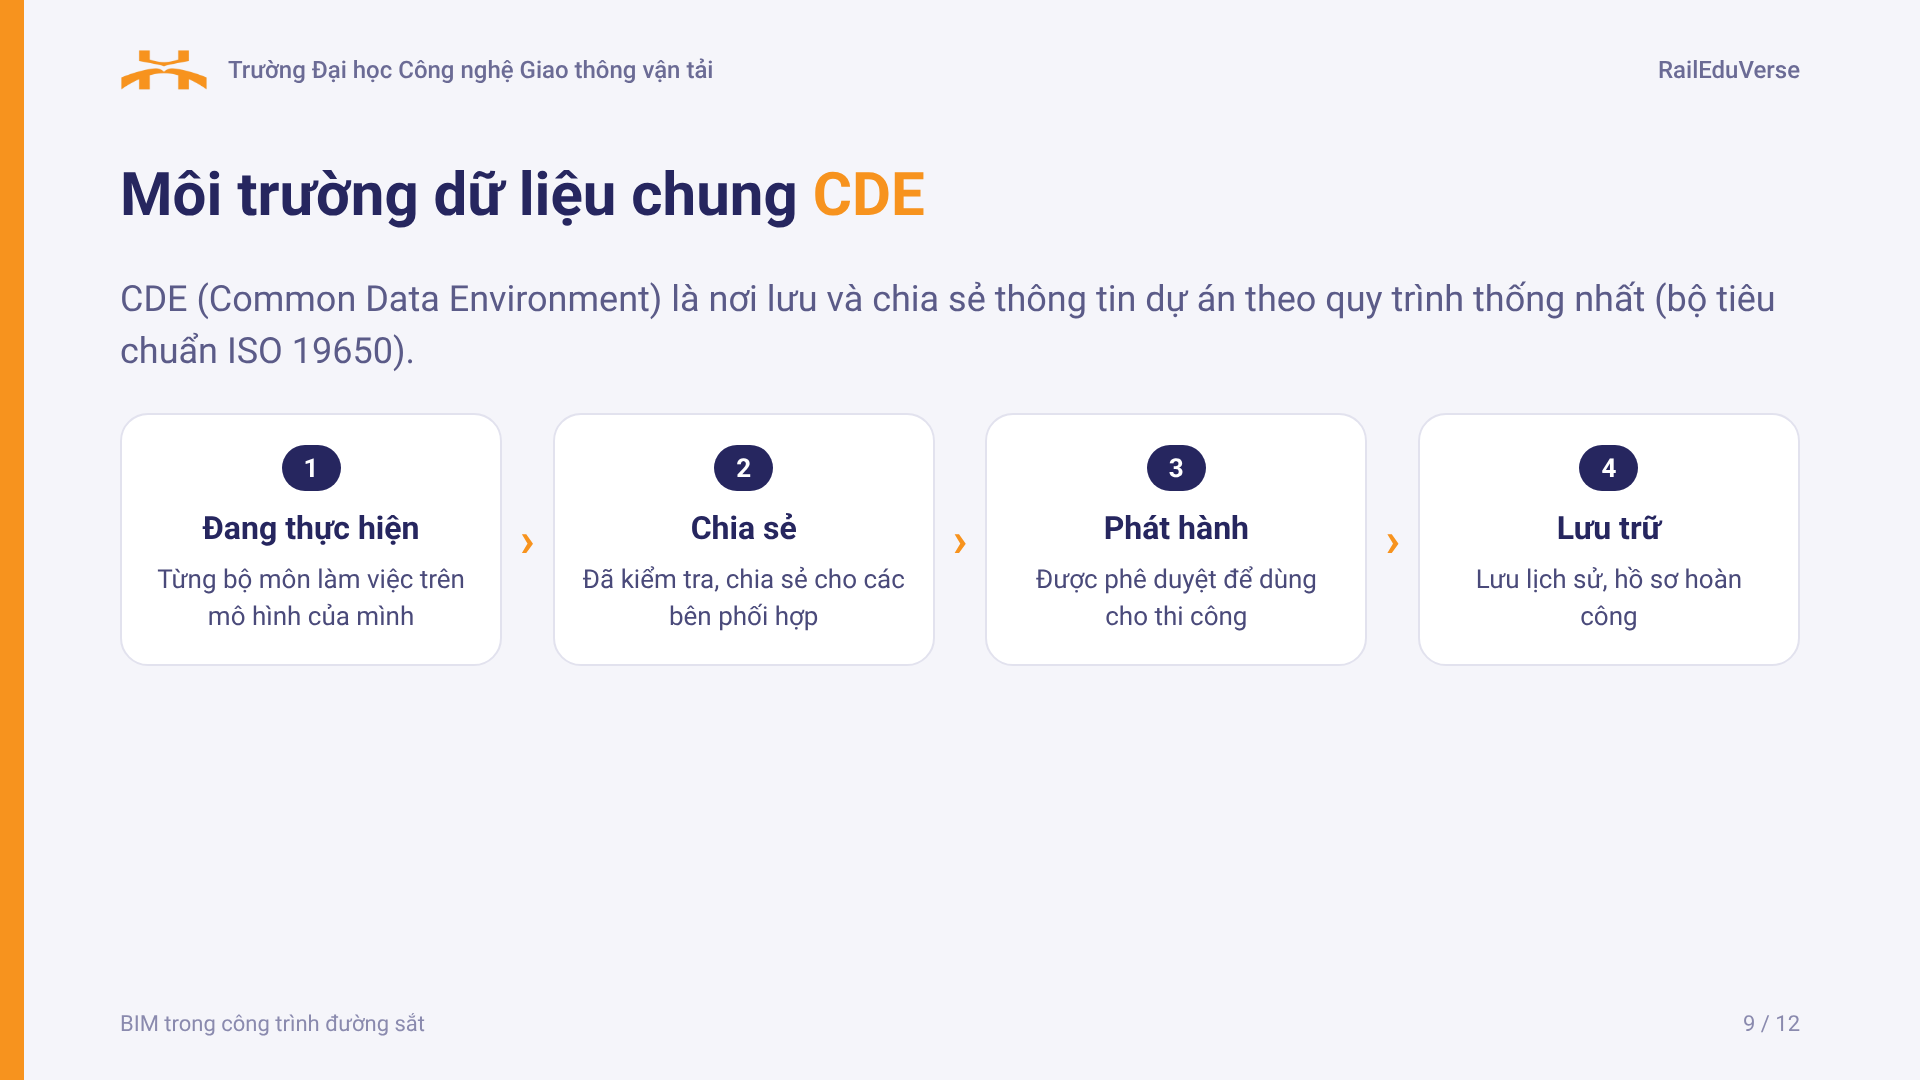 Trường Đại học Công nghệ Giao thông vận tải
RailEduVerse
Môi trường dữ liệu chung CDE
CDE (Common Data Environment) là nơi lưu và chia sẻ thông tin dự án theo quy trình thống nhất (bộ tiêu
chuẩn ISO 19650).
1
Đang thực hiện
Từng bộ môn làm việc trên
mô hình của mình
›
2
Chia sẻ
Đã kiểm tra, chia sẻ cho các
bên phối hợp
›
3
Phát hành
Được phê duyệt để dùng
cho thi công
›
4
Lưu trữ
Lưu lịch sử, hồ sơ hoàn
công
BIM trong công trình đường sắt
9 / 12